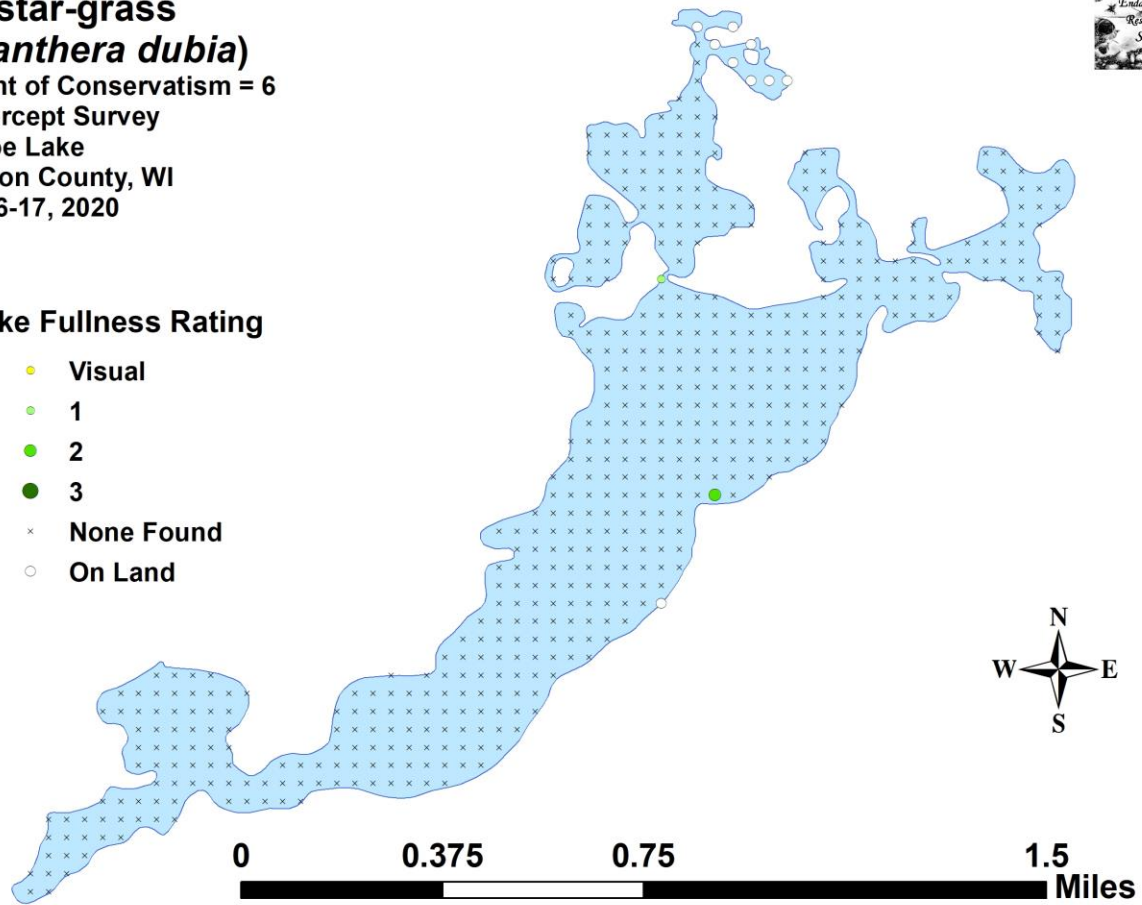 star-grass
anthera dubia)
nt of Conservatism = 6
rcept Survey
e Lake
on County, WI
6-17, 2020
ke Fullness Rating
Visual
1
2
3
None Found
On Land
N
W E
S
0 0.375 0.75 1.5
Miles